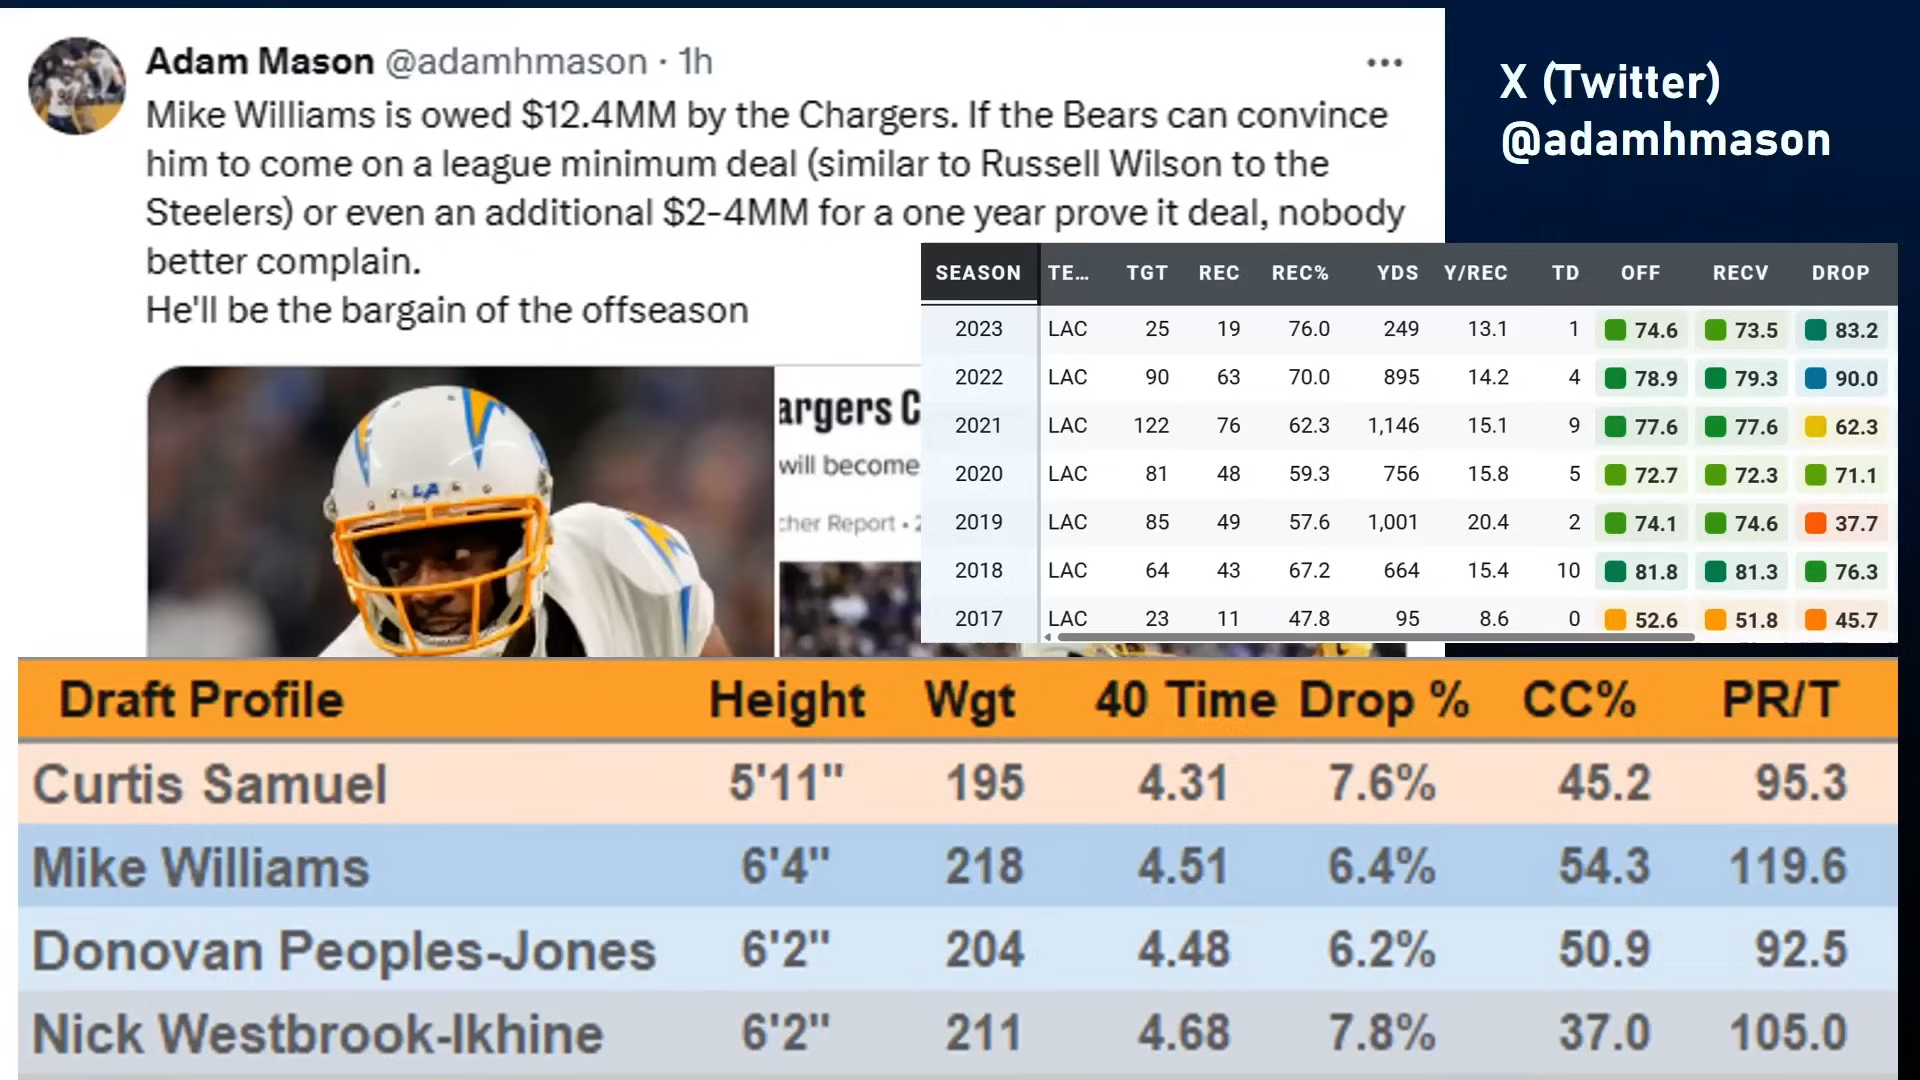 Adam Mason @adamhmason · 1h
Mike Williams is owed $12.4MM by the Chargers. If the Bears can convince
him to come on a league minimum deal (similar to Russell Wilson to the
Steelers) or even an additional $2-4MM for a one year prove it deal, nobody
better complain.
He'll be the bargain of the offseason
X (Twitter)
@adamhmason
argers C
will become
cher Report •
LA
SEASON TE... TGT REC REC% YDS Y/REC TD OFF RECV DROP
2023 LAC 25 19 76.0 249 13.1 1 74.6 73.5 83.2
2022 LAC 90 63 70.0 895 14.2 4 78.9 79.3 90.0
2021 LAC 122 76 62.3 1,146 15.1 9 77.6 77.6 62.3
2020 LAC 81 48 59.3 756 15.8 5 72.7 72.3 71.1
2019 LAC 85 49 57.6 1,001 20.4 2 74.1 74.6 37.7
2018 LAC 64 43 67.2 664 15.4 10 81.8 81.3 76.3
2017 LAC 23 11 47.8 95 8.6 0 52.6 51.8 45.7
Draft Profile Height Wgt 40 Time Drop % CC% PR/T
Curtis Samuel 5'11" 195 4.31 7.6% 45.2 95.3
Mike Williams 6'4" 218 4.51 6.4% 54.3 119.6
Donovan Peoples-Jones 6'2" 204 4.48 6.2% 50.9 92.5
Nick Westbrook-Ikhine 6'2" 211 4.68 7.8% 37.0 105.0